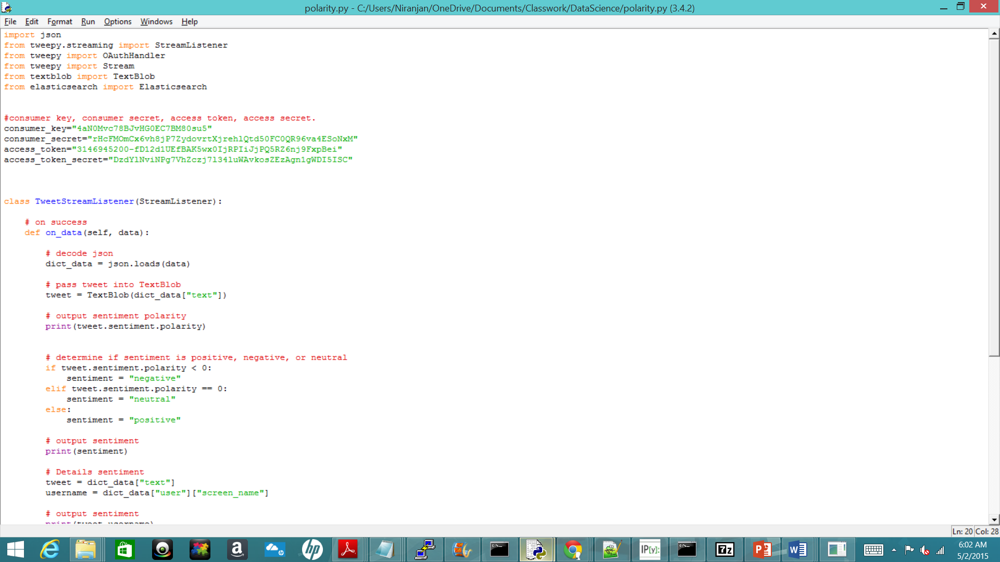 polarity.py - C:/Users/Niranjan/OneDrive/Documents/Classwork/DataScience/polarity.py (3.4.2)
File Edit Format Run Options Windows Help
import json
from tweepy.streaming import StreamListener
from tweepy import OAuthHandler
from tweepy import Stream
from textblob import TextBlob
from elasticsearch import Elasticsearch
#consumer key, consumer secret, access token, access secret.
consumer_key="4aN0Mvc78BJvHG0EC7BM80su5"
consumer_secret="rHcFMOmCx6vh8jP7ZydovrtXjrehlQtd50FC0QR96va4ESoNxM"
access_token="3146945200-fD12d1UEfBAK5wx0IjRPIiJjPQ5RZ6nj9FxpBei"
access_token_secret="DzdYlNviNPg7VhZczj7l34luWAvkosZEzAgn1gWDI5ISC"
class TweetStreamListener(StreamListener):
    # on success
    def on_data(self, data):
        # decode json
        dict_data = json.loads(data)
        # pass tweet into TextBlob
        tweet = TextBlob(dict_data["text"])
        # output sentiment polarity
        print(tweet.sentiment.polarity)
        # determine if sentiment is positive, negative, or neutral
        if tweet.sentiment.polarity < 0:
            sentiment = "negative"
        elif tweet.sentiment.polarity == 0:
            sentiment = "neutral"
        else:
            sentiment = "positive"
        # output sentiment
        print(sentiment)
        # Details sentiment
        tweet = dict_data["text"]
        username = dict_data["user"]["screen_name"]
        # output sentiment
Ln: 20 Col: 28
6:02 AM
5/2/2015